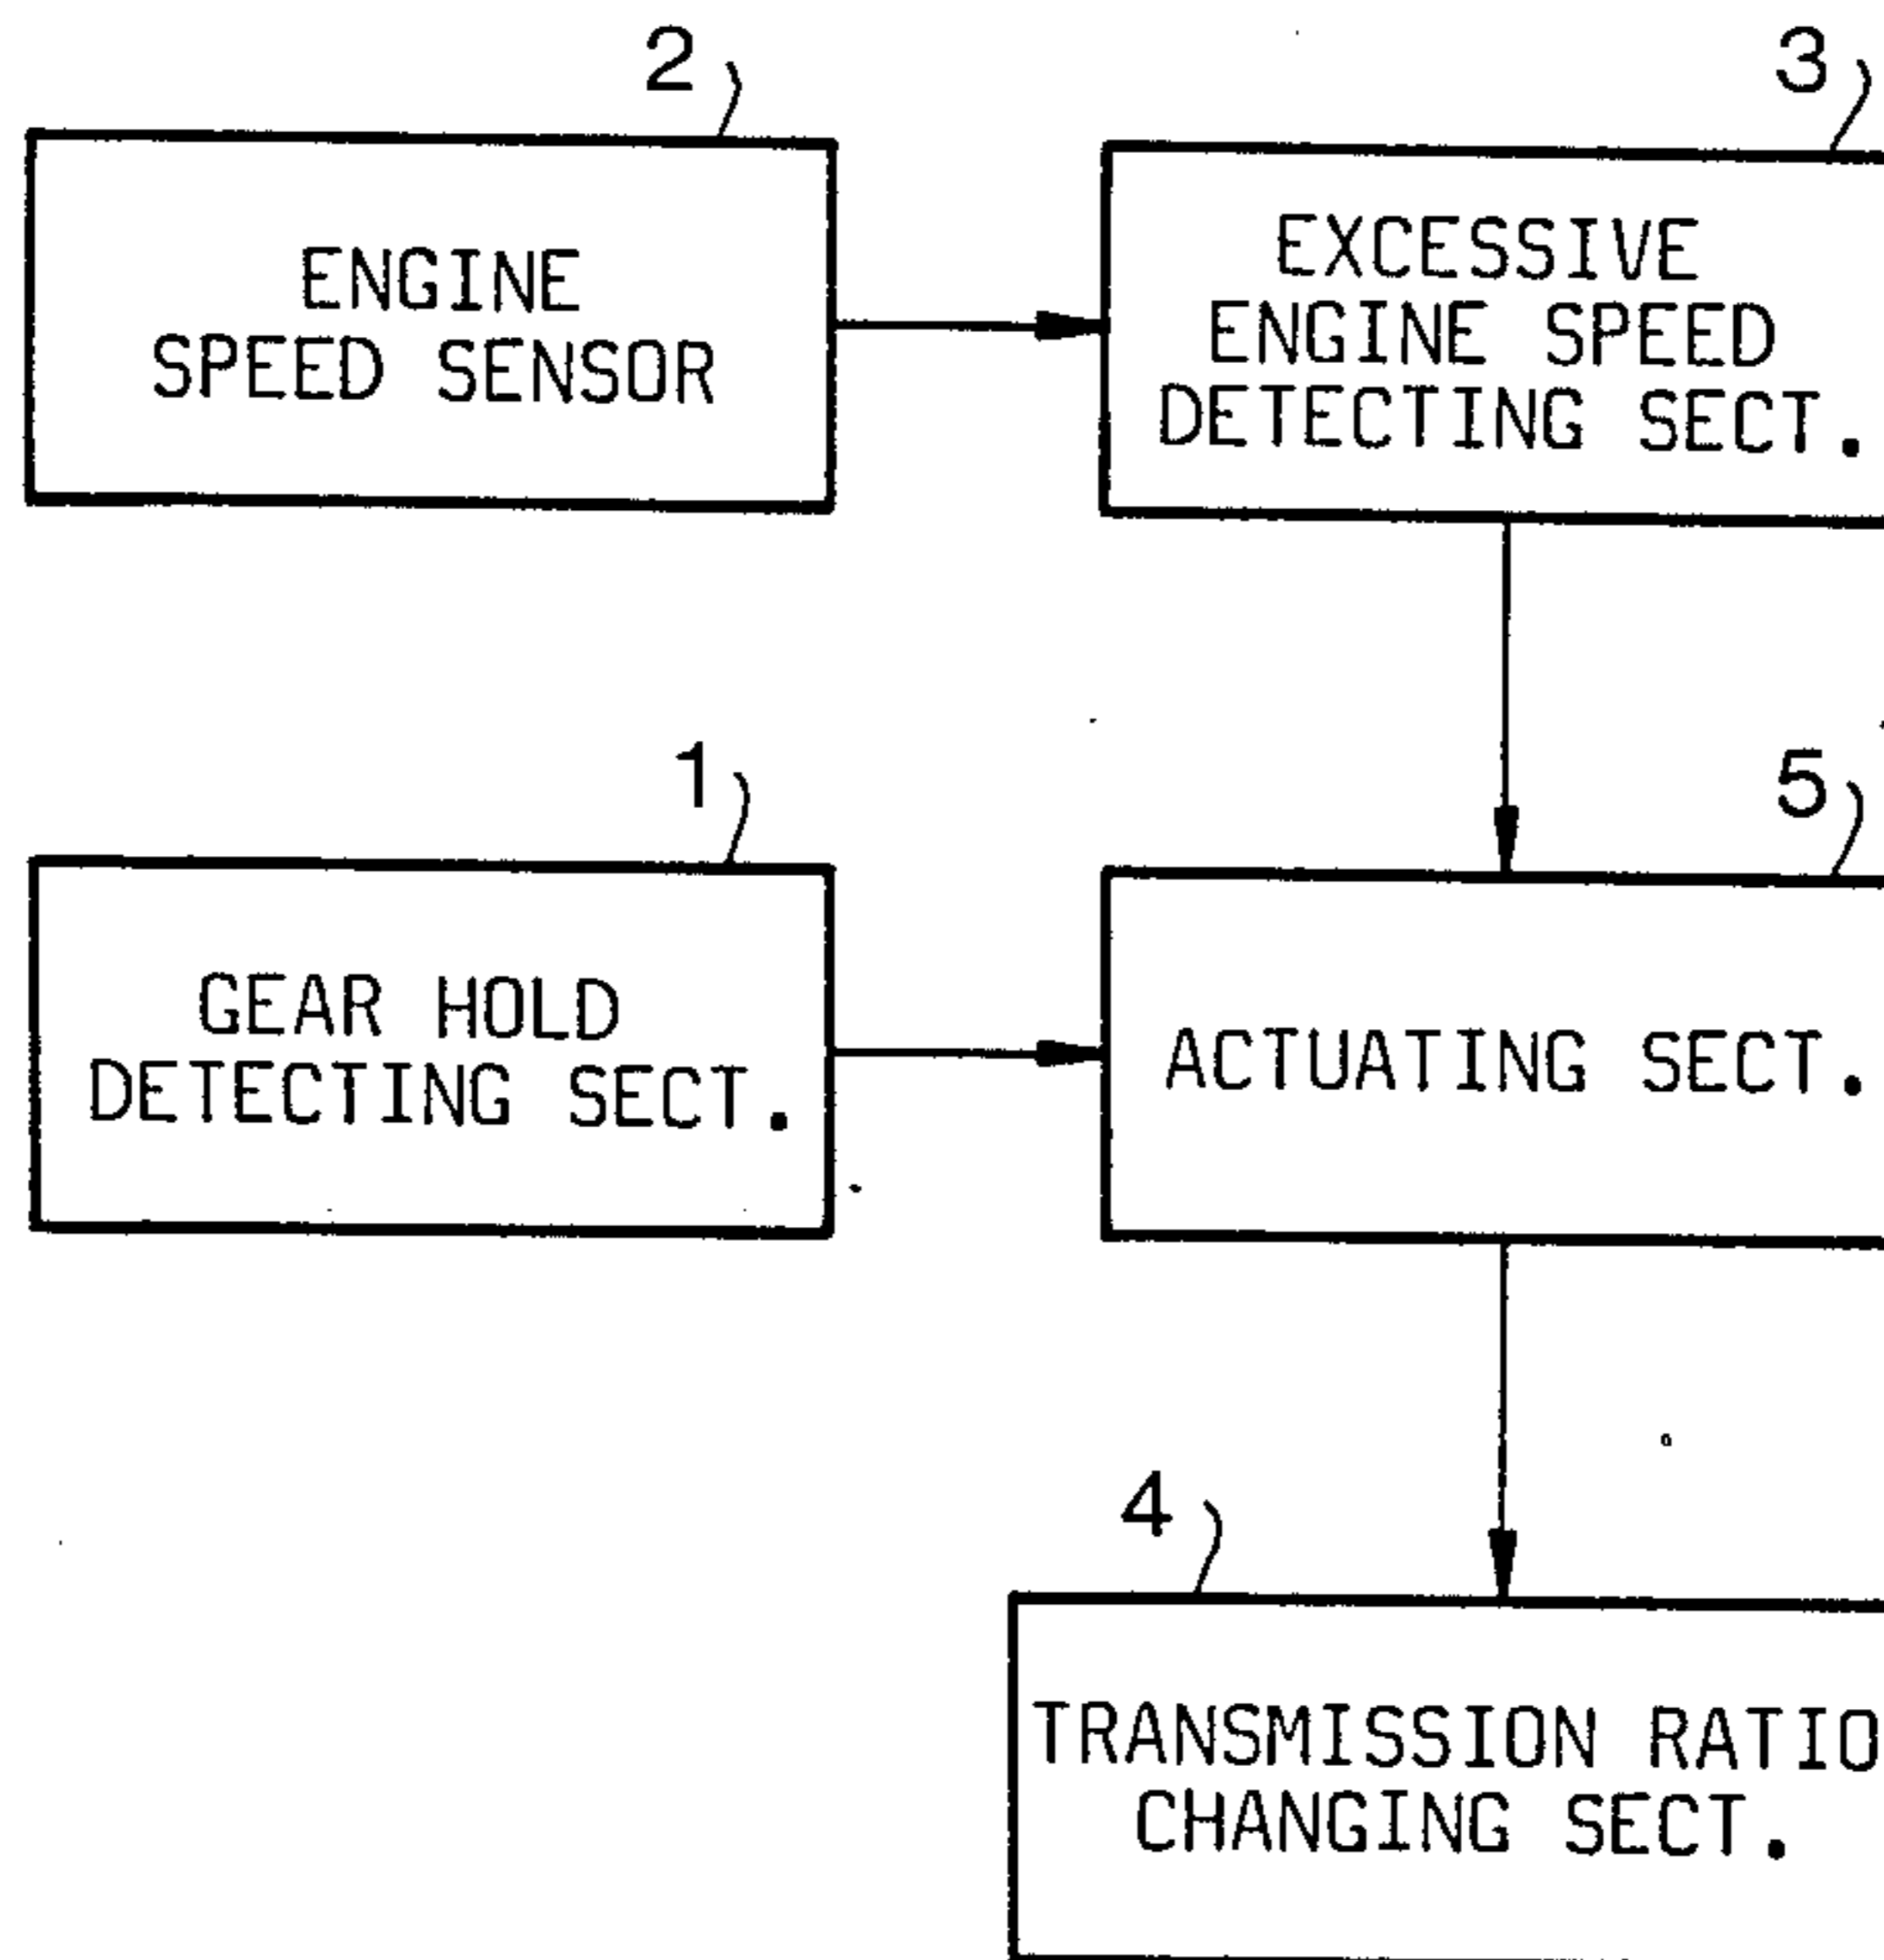 2
ENGINE
SPEED SENSOR
3
EXCESSIVE
ENGINE SPEED
DETECTING SECT.
1
GEAR HOLD
DETECTING SECT.
5
ACTUATING SECT.
4
TRANSMISSION RATIO
CHANGING SECT.